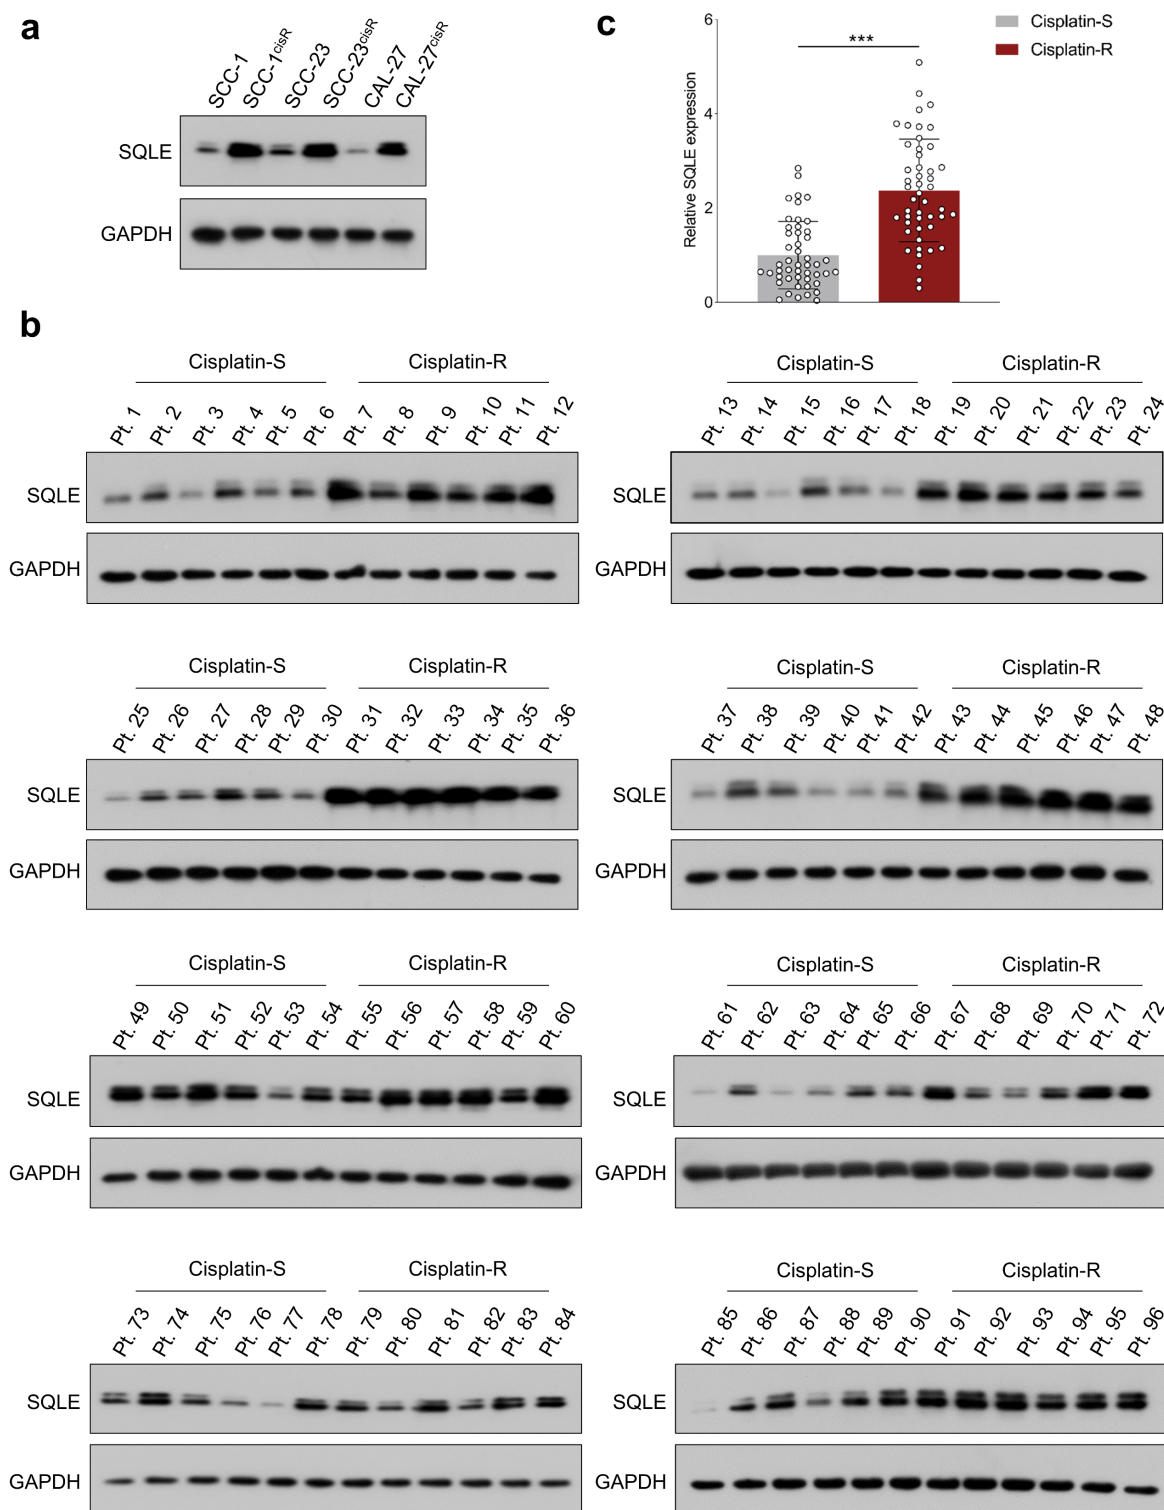 a
SCC-1
SCC-1cisR
SCC-23
SCC-23cisR
CAL-27
CAL-27cisR
SQLE
GAPDH
c
6
4
2
0
Relative SQLE expression
***
Cisplatin-S
Cisplatin-R
b
Cisplatin-S Cisplatin-R
Pt. 1 Pt. 2 Pt. 3 Pt. 4 Pt. 5 Pt. 6 Pt. 7 Pt. 8 Pt. 9 Pt. 10 Pt. 11 Pt. 12
SQLE
GAPDH
Cisplatin-S Cisplatin-R
Pt. 13 Pt. 14 Pt. 15 Pt. 16 Pt. 17 Pt. 18 Pt. 19 Pt. 20 Pt. 21 Pt. 22 Pt. 23 Pt. 24
SQLE
GAPDH
Cisplatin-S Cisplatin-R
Pt. 25 Pt. 26 Pt. 27 Pt. 28 Pt. 29 Pt. 30 Pt. 31 Pt. 32 Pt. 33 Pt. 34 Pt. 35 Pt. 36
SQLE
GAPDH
Cisplatin-S Cisplatin-R
Pt. 37 Pt. 38 Pt. 39 Pt. 40 Pt. 41 Pt. 42 Pt. 43 Pt. 44 Pt. 45 Pt. 46 Pt. 47 Pt. 48
SQLE
GAPDH
Cisplatin-S Cisplatin-R
Pt. 49 Pt. 50 Pt. 51 Pt. 52 Pt. 53 Pt. 54 Pt. 55 Pt. 56 Pt. 57 Pt. 58 Pt. 59 Pt. 60
SQLE
GAPDH
Cisplatin-S Cisplatin-R
Pt. 61 Pt. 62 Pt. 63 Pt. 64 Pt. 65 Pt. 66 Pt. 67 Pt. 68 Pt. 69 Pt. 70 Pt. 71 Pt. 72
SQLE
GAPDH
Cisplatin-S Cisplatin-R
Pt. 73 Pt. 74 Pt. 75 Pt. 76 Pt. 77 Pt. 78 Pt. 79 Pt. 80 Pt. 81 Pt. 82 Pt. 83 Pt. 84
SQLE
GAPDH
Cisplatin-S Cisplatin-R
Pt. 85 Pt. 86 Pt. 87 Pt. 88 Pt. 89 Pt. 90 Pt. 91 Pt. 92 Pt. 93 Pt. 94 Pt. 95 Pt. 96
SQLE
GAPDH